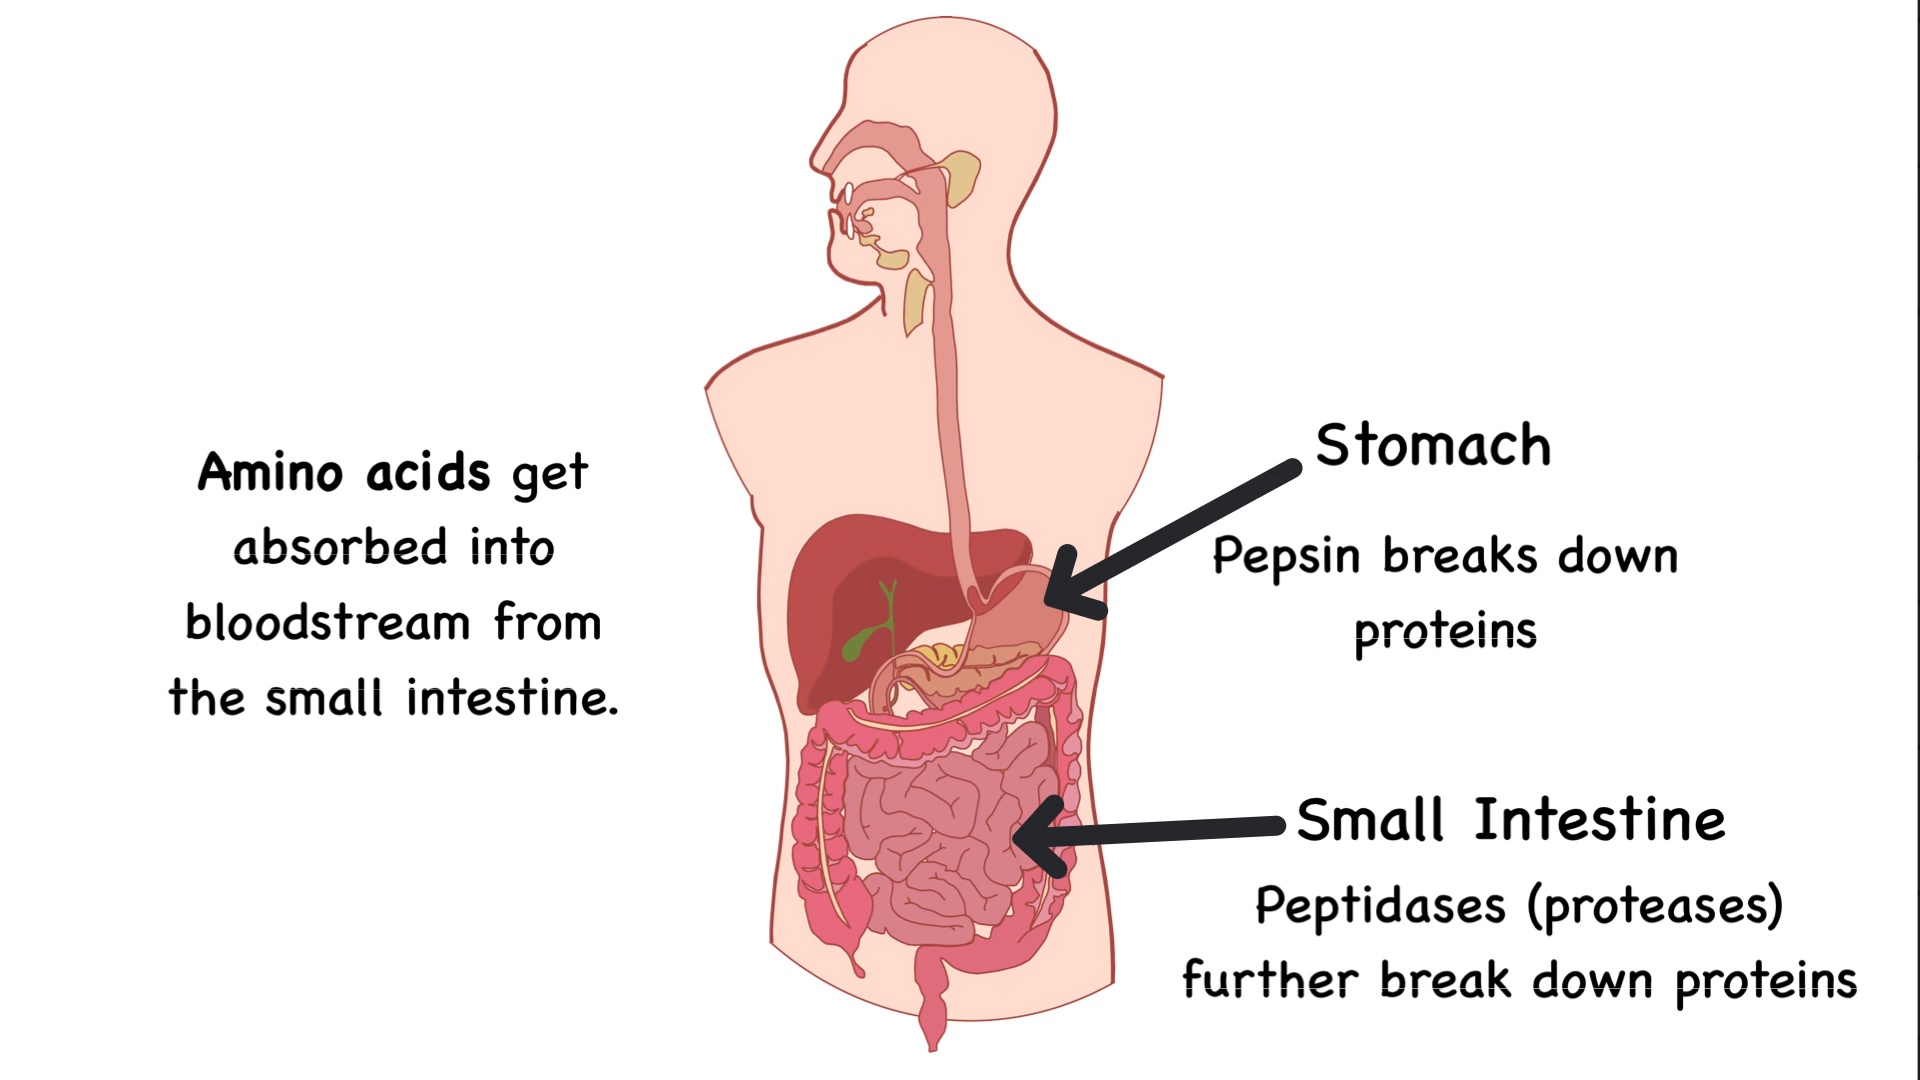 Amino acids get
absorbed into
bloodstream from
the small intestine.
Stomach
Pepsin breaks down
proteins
Small Intestine
Peptidases (proteases)
further break down proteins